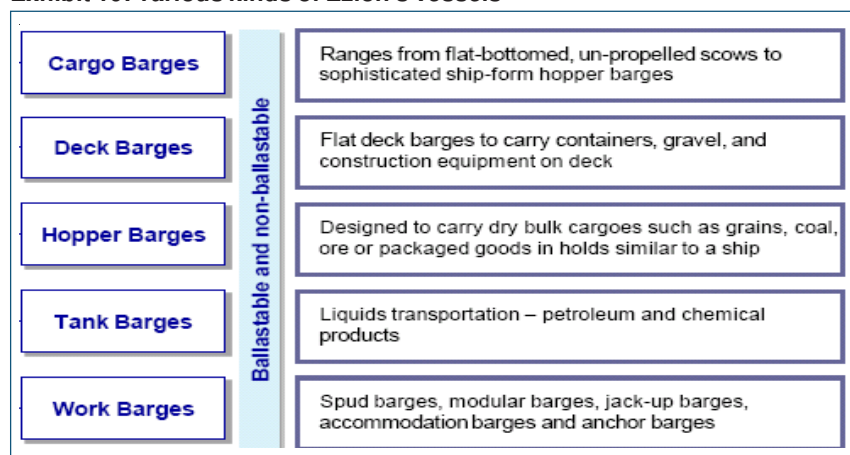 Cargo Barges
Ranges from flat-bottomed, un-propelled scows to
sophisticated ship-form hopper barges
Deck Barges
Flat deck barges to carry containers, gravel, and
construction equipment on deck
Ballastable and non-ballastable
Hopper Barges
Designed to carry dry bulk cargoes such as grains, coal,
ore or packaged goods in holds similar to a ship
Tank Barges
Liquids transportation – petroleum and chemical
products
Work Barges
Spud barges, modular barges, jack-up barges,
accommodation barges and anchor barges